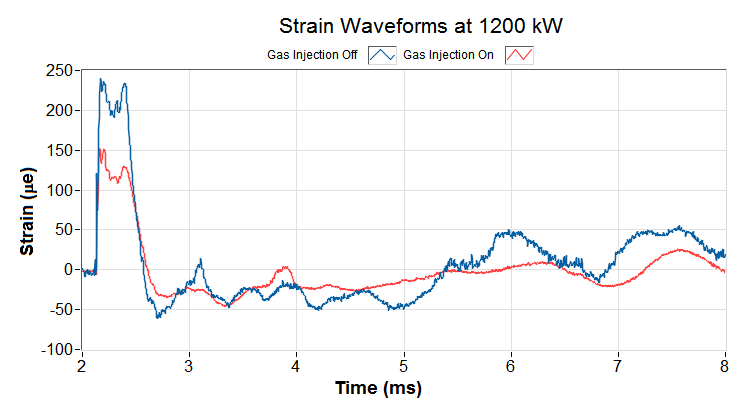 Strain Waveforms at 1200 kW
Gas Injection Off Gas Injection On
250
200
150
100
50
0
-50
-100
Strain (µe)
2 3 4 5 6 7 8
Time (ms)